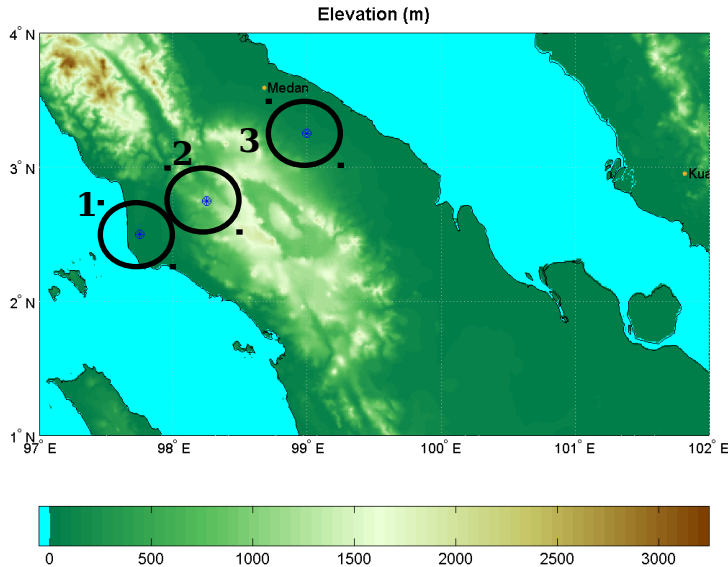 Elevation (m)
4° N
Medan
3
2
3° N
Kua
1
2° N
1° N
97° E
98° E
99° E
100° E
101° E
102° E
0
500
1000
1500
2000
2500
3000